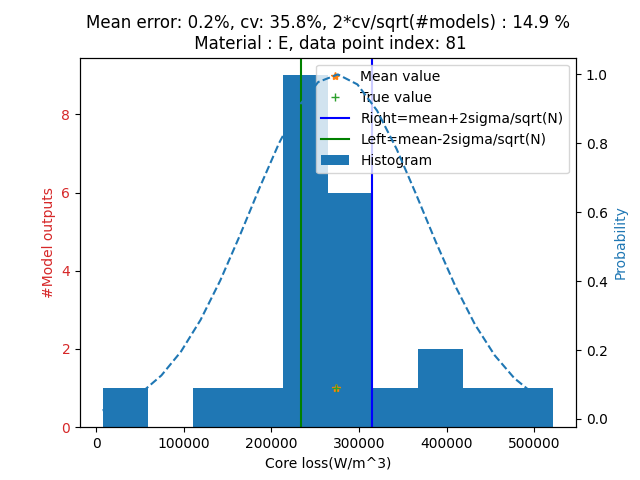 Mean error: 0.2%, cv: 35.8%, 2*cv/sqrt(#models) : 14.9 %
Material : E, data point index: 81
Mean value
True value
Right=mean+2sigma/sqrt(N)
Left=mean-2sigma/sqrt(N)
Histogram
#Model outputs
8
6
4
2
0
1.0
0.8
0.6
0.4
0.2
0.0
Probability
0
100000
200000
300000
400000
500000
Core loss(W/m^3)